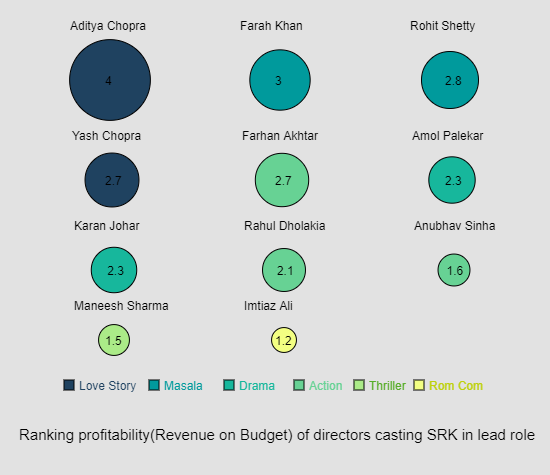 Aditya Chopra Farah Khan Rohit Shetty
4 3 2.8
Yash Chopra Farhan Akhtar Amol Palekar
2.7 2.7 2.3
Karan Johar Rahul Dholakia Anubhav Sinha
2.3 2.1 1.6
Maneesh Sharma Imtiaz Ali
1.5 1.2
Love Story Masala Drama Action Thriller Rom Com
Ranking profitability(Revenue on Budget) of directors casting SRK in lead role